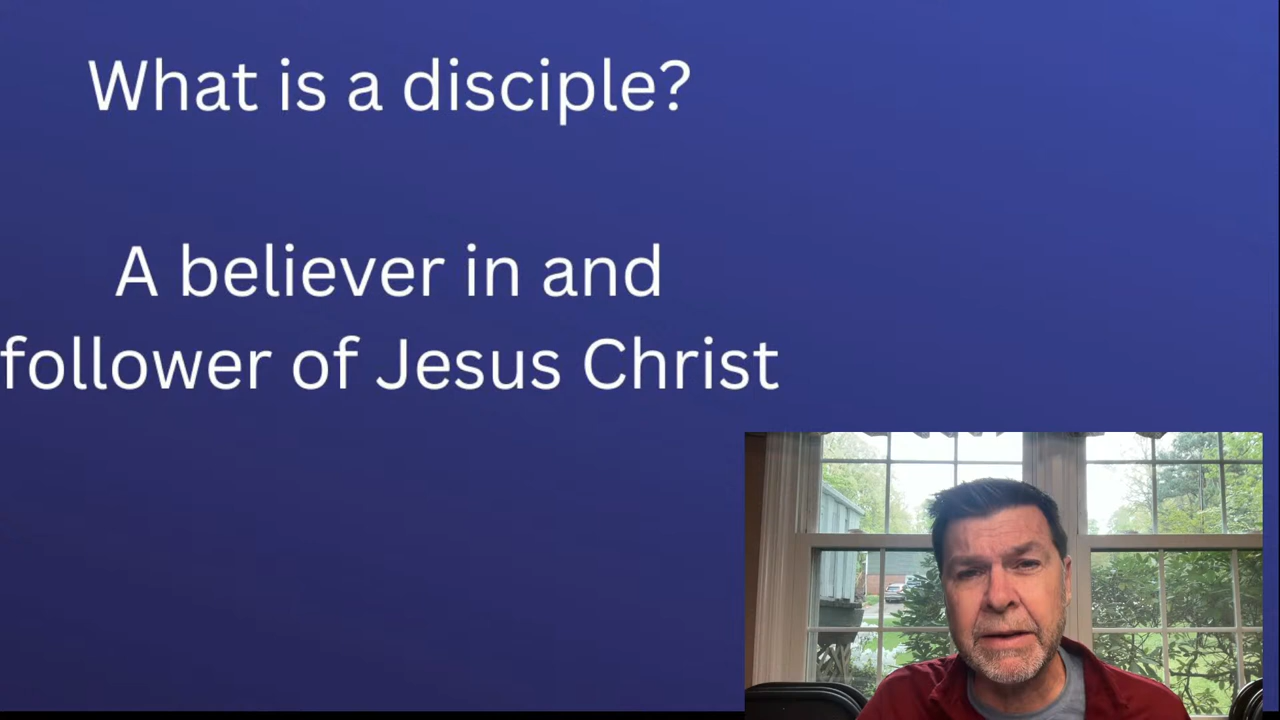 What is a disciple?
A believer in and
follower of Jesus Christ